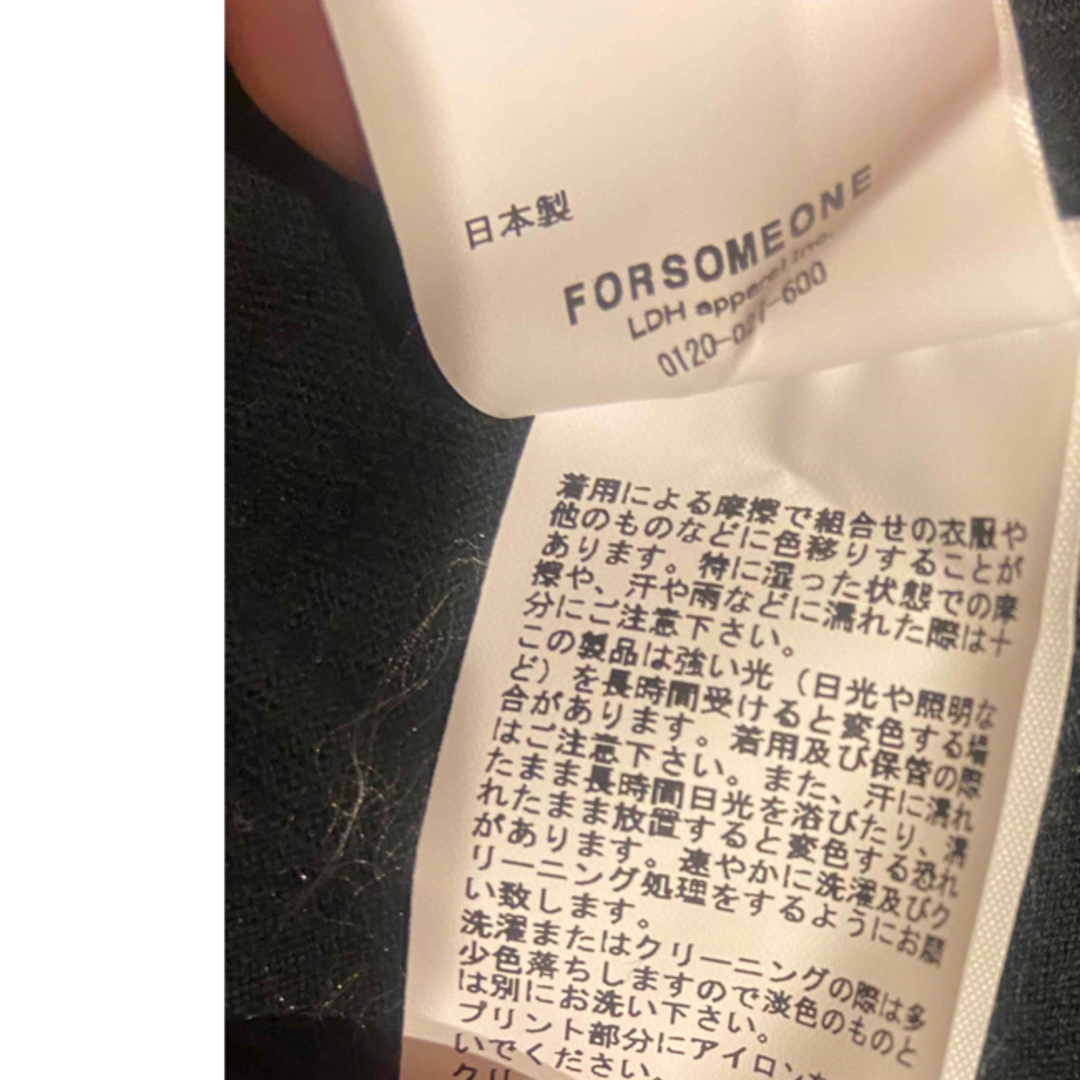 日本製
FORSOMEONE
LDH apparel Inc.
0120-021-600
着用による摩擦で組合せの衣服や
他のものなどに色移りすることが
あります。特に湿った状態での摩
擦や、汗や雨などに濡れた際は十
分にご注意下さい。
この製品は強い光（日光や照明な
ど）を長時間受けると変色する場
合があります。着用及び保管の際
はご注意下さい。また、汗に濡れ
たまま長時間日光を浴びたり、濡
れたまま放置すると変色する恐れ
があります。速やかに洗濯及びク
リーニング処理をするようにお願
い致します。
洗濯またはクリーニングの際は多
少色落ちしますので淡色のものと
は別にお洗い下さい。
プリント部分にアイロン
いでください。
クリー